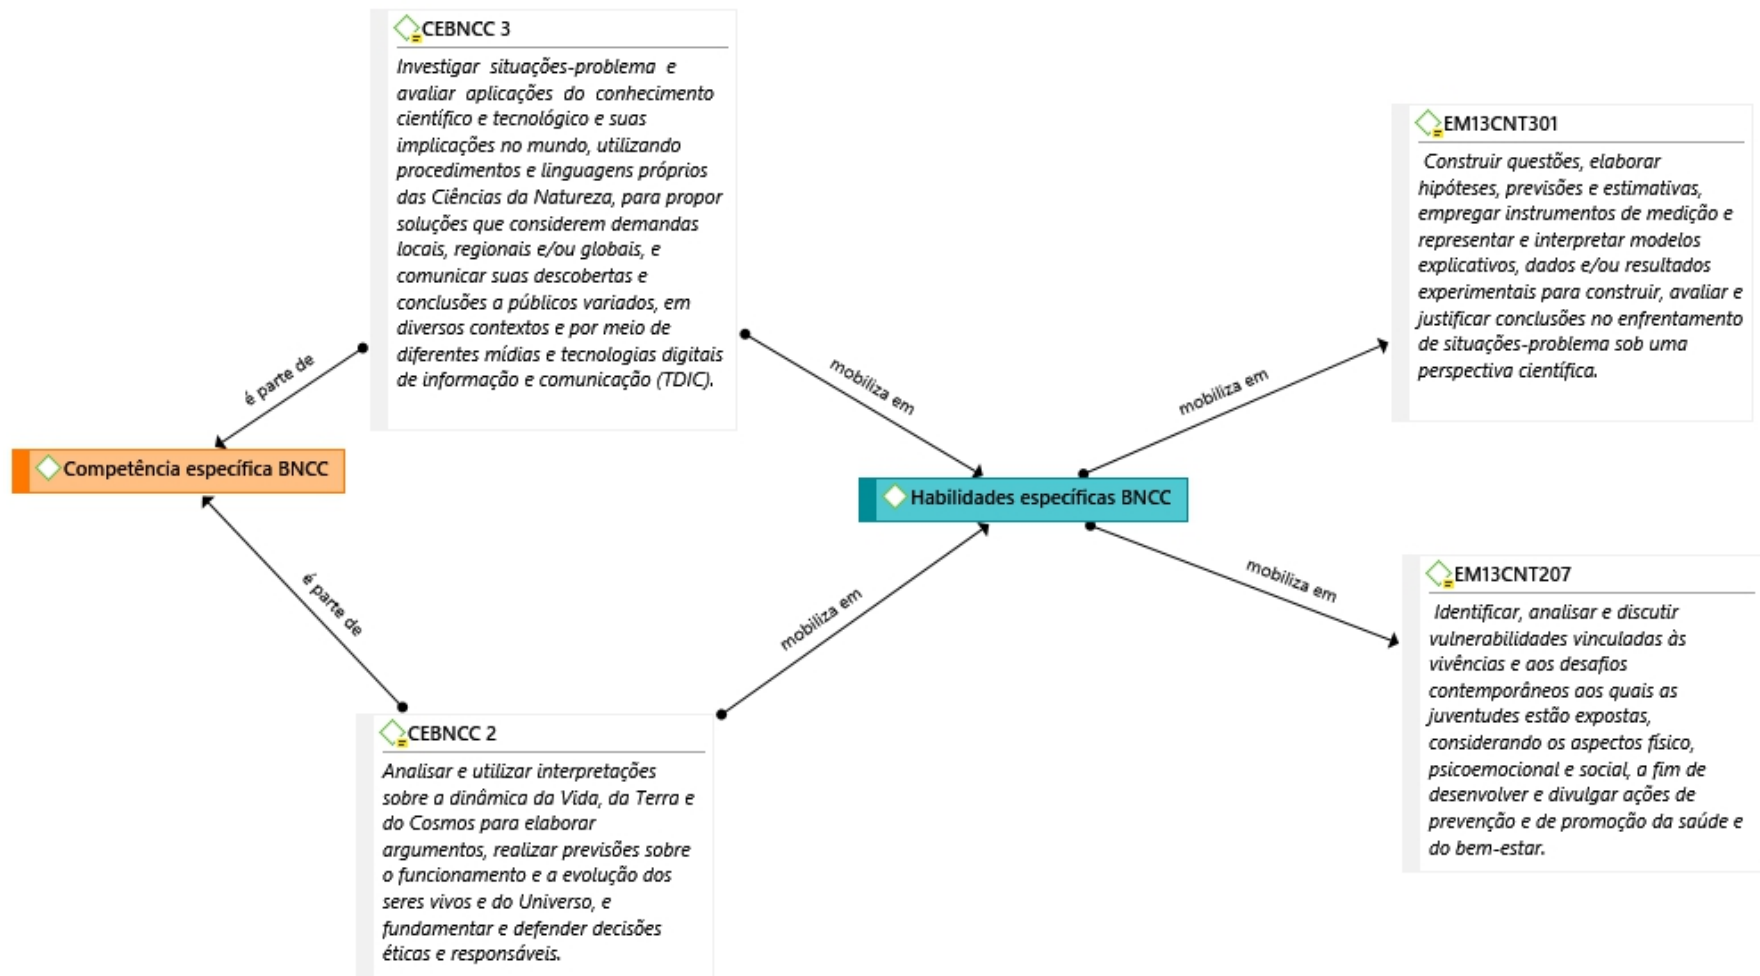 CEBNCC 3
Investigar situações-problema e
avaliar aplicações do conhecimento
científico e tecnológico e suas
implicações no mundo, utilizando
procedimentos e linguagens próprios
das Ciências da Natureza, para propor
soluções que considerem demandas
locais, regionais e/ou globais, e
comunicar suas descobertas e
conclusões a públicos variados, em
diversos contextos e por meio de
diferentes mídias e tecnologias digitais
de informação e comunicação (TDIC).
EM13CNT301
Construir questões, elaborar
hipóteses, previsões e estimativas,
empregar instrumentos de medição e
representar e interpretar modelos
explicativos, dados e/ou resultados
experimentais para construir, avaliar e
justificar conclusões no enfrentamento
de situações-problema sob uma
perspectiva científica.
é parte de
mobiliza em
mobiliza em
Competência específica BNCC
Habilidades específicas BNCC
é parte de
mobiliza em
mobiliza em
EM13CNT207
Identificar, analisar e discutir
vulnerabilidades vinculadas às
vivências e aos desafios
contemporâneos aos quais as
juventudes estão expostas,
considerando os aspectos físico,
psicoemocional e social, a fim de
desenvolver e divulgar ações de
prevenção e de promoção da saúde e
do bem-estar.
CEBNCC 2
Analisar e utilizar interpretações
sobre a dinâmica da Vida, da Terra e
do Cosmos para elaborar
argumentos, realizar previsões sobre
o funcionamento e a evolução dos
seres vivos e do Universo, e
fundamentar e defender decisões
éticas e responsáveis.